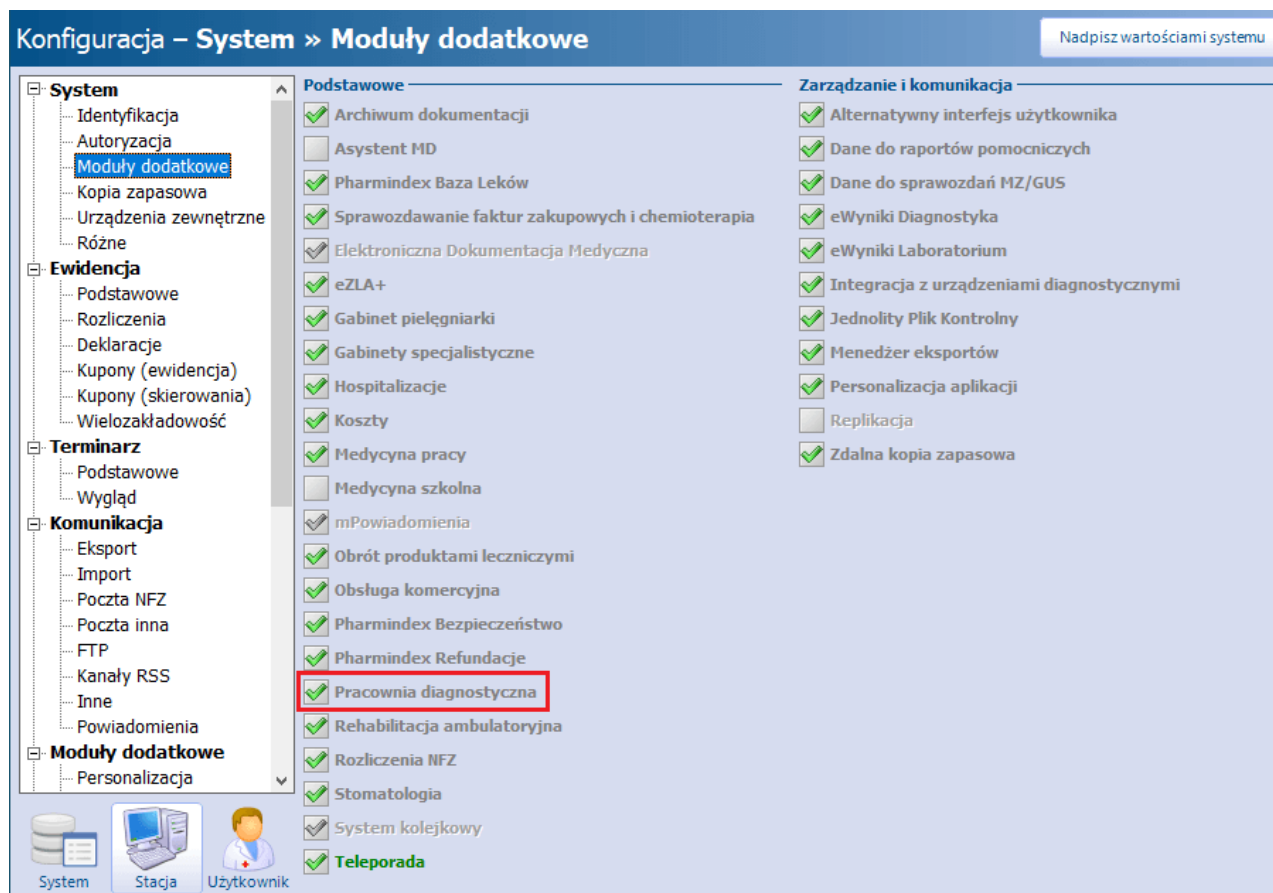 Konfiguracja – System » Moduły dodatkowe
Nadpisz wartościami systemu
System
Identyfikacja
Autoryzacja
Moduły dodatkowe
Kopia zapasowa
Urządzenia zewnętrzne
Różne
Ewidencja
Podstawowe
Rozliczenia
Deklaracje
Kupony (ewidencja)
Kupony (skierowania)
Wielozakładowość
Terminarz
Podstawowe
Wygląd
Komunikacja
Eksport
Import
Poczta NFZ
Poczta inna
FTP
Kanały RSS
Inne
Powiadomienia
Moduły dodatkowe
Personalizacja
System
Stacja
Użytkownik
Podstawowe
Archiwum dokumentacji
Asystent MD
Pharmindex Baza Leków
Sprawozdawanie faktur zakupowych i chemioterapia
Elektroniczna Dokumentacja Medyczna
eZLA+
Gabinet pielęgniarki
Gabinety specjalistyczne
Hospitalizacje
Koszty
Medycyna pracy
Medycyna szkolna
mPowiadomienia
Obrót produktami leczniczymi
Obsługa komercyjna
Pharmindex Bezpieczeństwo
Pharmindex Refundacje
Pracownia diagnostyczna
Rehabilitacja ambulatoryjna
Rozliczenia NFZ
Stomatologia
System kolejkowy
Teleporada
Zarządzanie i komunikacja
Alternatywny interfejs użytkownika
Dane do raportów pomocniczych
Dane do sprawozdań MZ/GUS
eWyniki Diagnostyka
eWyniki Laboratorium
Integracja z urządzeniami diagnostycznymi
Jednolity Plik Kontrolny
Menedżer eksportów
Personalizacja aplikacji
Replikacja
Zdalna kopia zapasowa